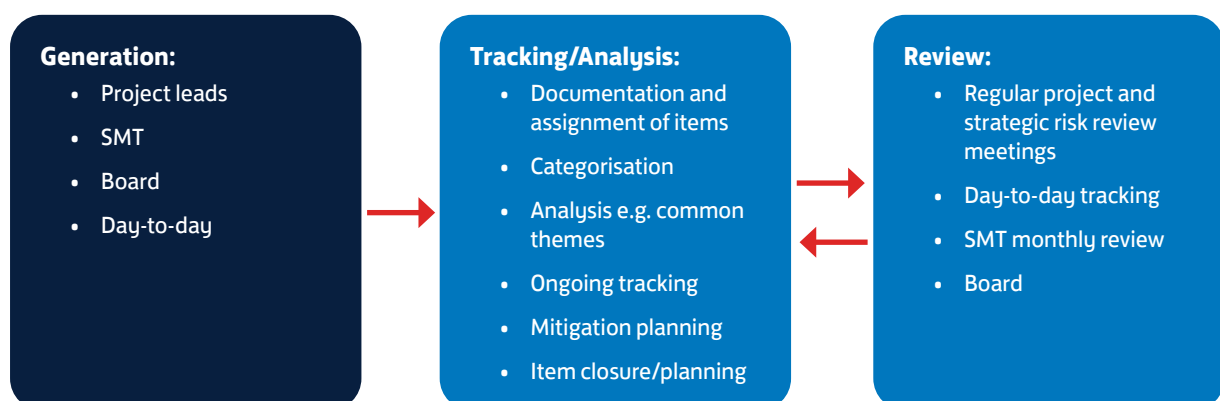 Generation:
• Project leads
• SMT
• Board
• Day-to-day
Tracking/Analysis:
• Documentation and
assignment of items
• Categorisation
• Analysis e.g. common
themes
• Ongoing tracking
• Mitigation planning
• Item closure/planning
Review:
• Regular project and
strategic risk review
meetings
• Day-to-day tracking
• SMT monthly review
• Board